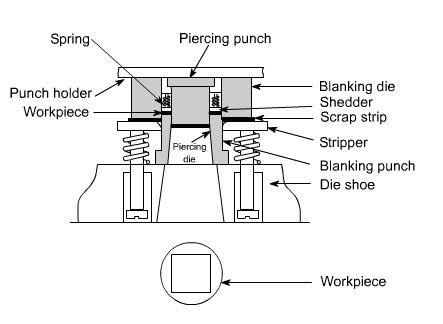 Spring
Piercing punch
Punch holder
Workpiece
Blanking die
Shedder
Scrap strip
Stripper
Piercing
die
Blanking punch
Die shoe
Workpiece